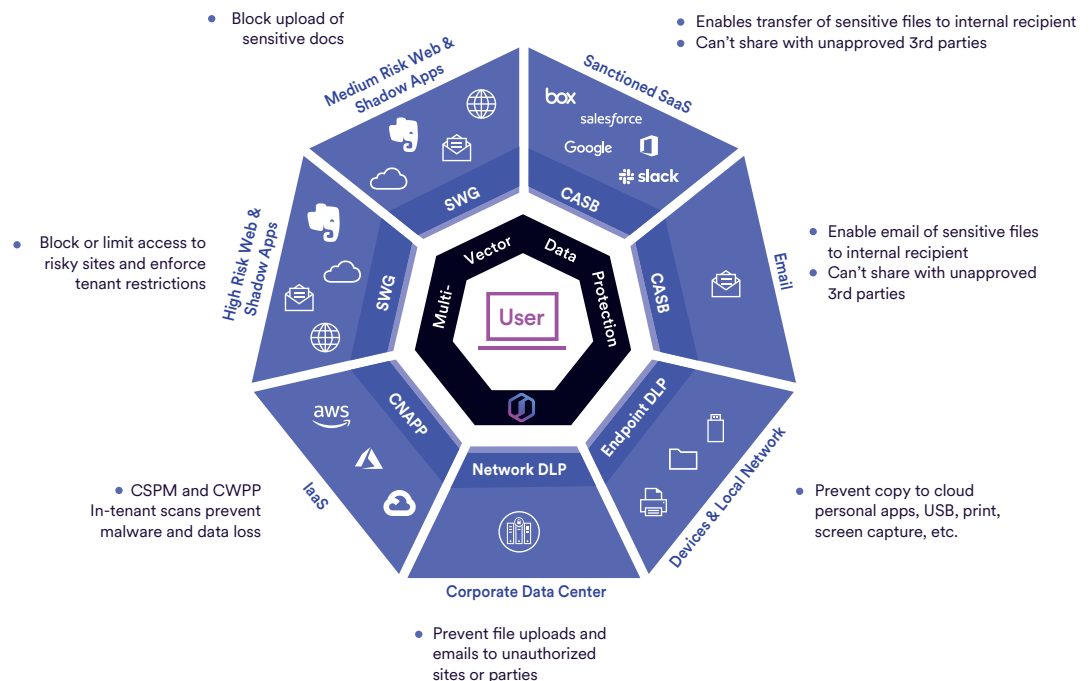 Block upload of
sensitive docs
Enables transfer of sensitive files to internal recipient
Can't share with unapproved 3rd parties
Medium Risk Web &
Shadow Apps
Sanctioned SaaS
box
salesforce
Google
slack
SWG
CASB
High Risk Web &
Shadow Apps
Block or limit access to
risky sites and enforce
tenant restrictions
SWG
Multi-
Vector
Data
Protection
User
CASB
Email
Enable email of sensitive files
to internal recipient
Can't share with unapproved
3rd parties
aws
CNAPP
IaaS
CSPM and CWPP
In-tenant scans prevent
malware and data loss
Network DLP
Endpoint DLP
Devices & Local Network
Prevent copy to cloud
personal apps, USB, print,
screen capture, etc.
Corporate Data Center
Prevent file uploads and
emails to unauthorized
sites or parties